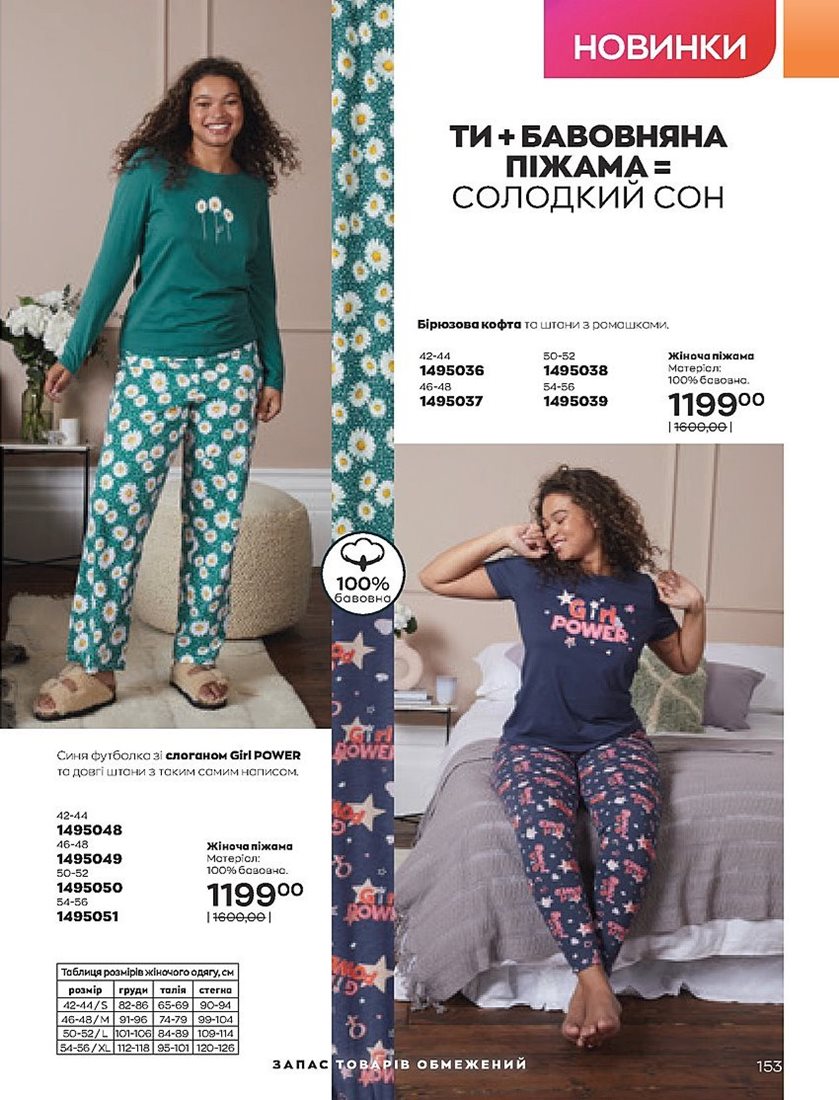 НОВИНКИ
ТИ + БАВОВНЯНА
ПІЖАМА =
СОЛОДКИЙ СОН
Бірюзова кофта та штани з ромашками.
42-44
1495036
46-48
1495037
50-52
1495038
54-56
1495039
Жіноча піжама
Матеріал:
100% бавовна.
1199 00
|1600,00|
100%
бавовна
Girl
POWER
Синя футболка зі слоганом Girl POWER
та довгі штани з таким самим написом.
42-44
1495048
46-48
1495049
50-52
1495050
54-56
1495051
Жіноча піжама
Матеріал:
100% бавовна.
1199 00
|1600,00|
Таблиця розмірів жіночого одягу, см
розмір груди талія стегна
42-44/S 82-86 65-69 90-94
46-48/M 91-96 74-79 99-104
50-52/L 101-106 84-89 109-114
54-56/XL 112-118 95-101 120-126
ЗАПАС ТОВАРІВ ОБМЕЖЕНИЙ
153